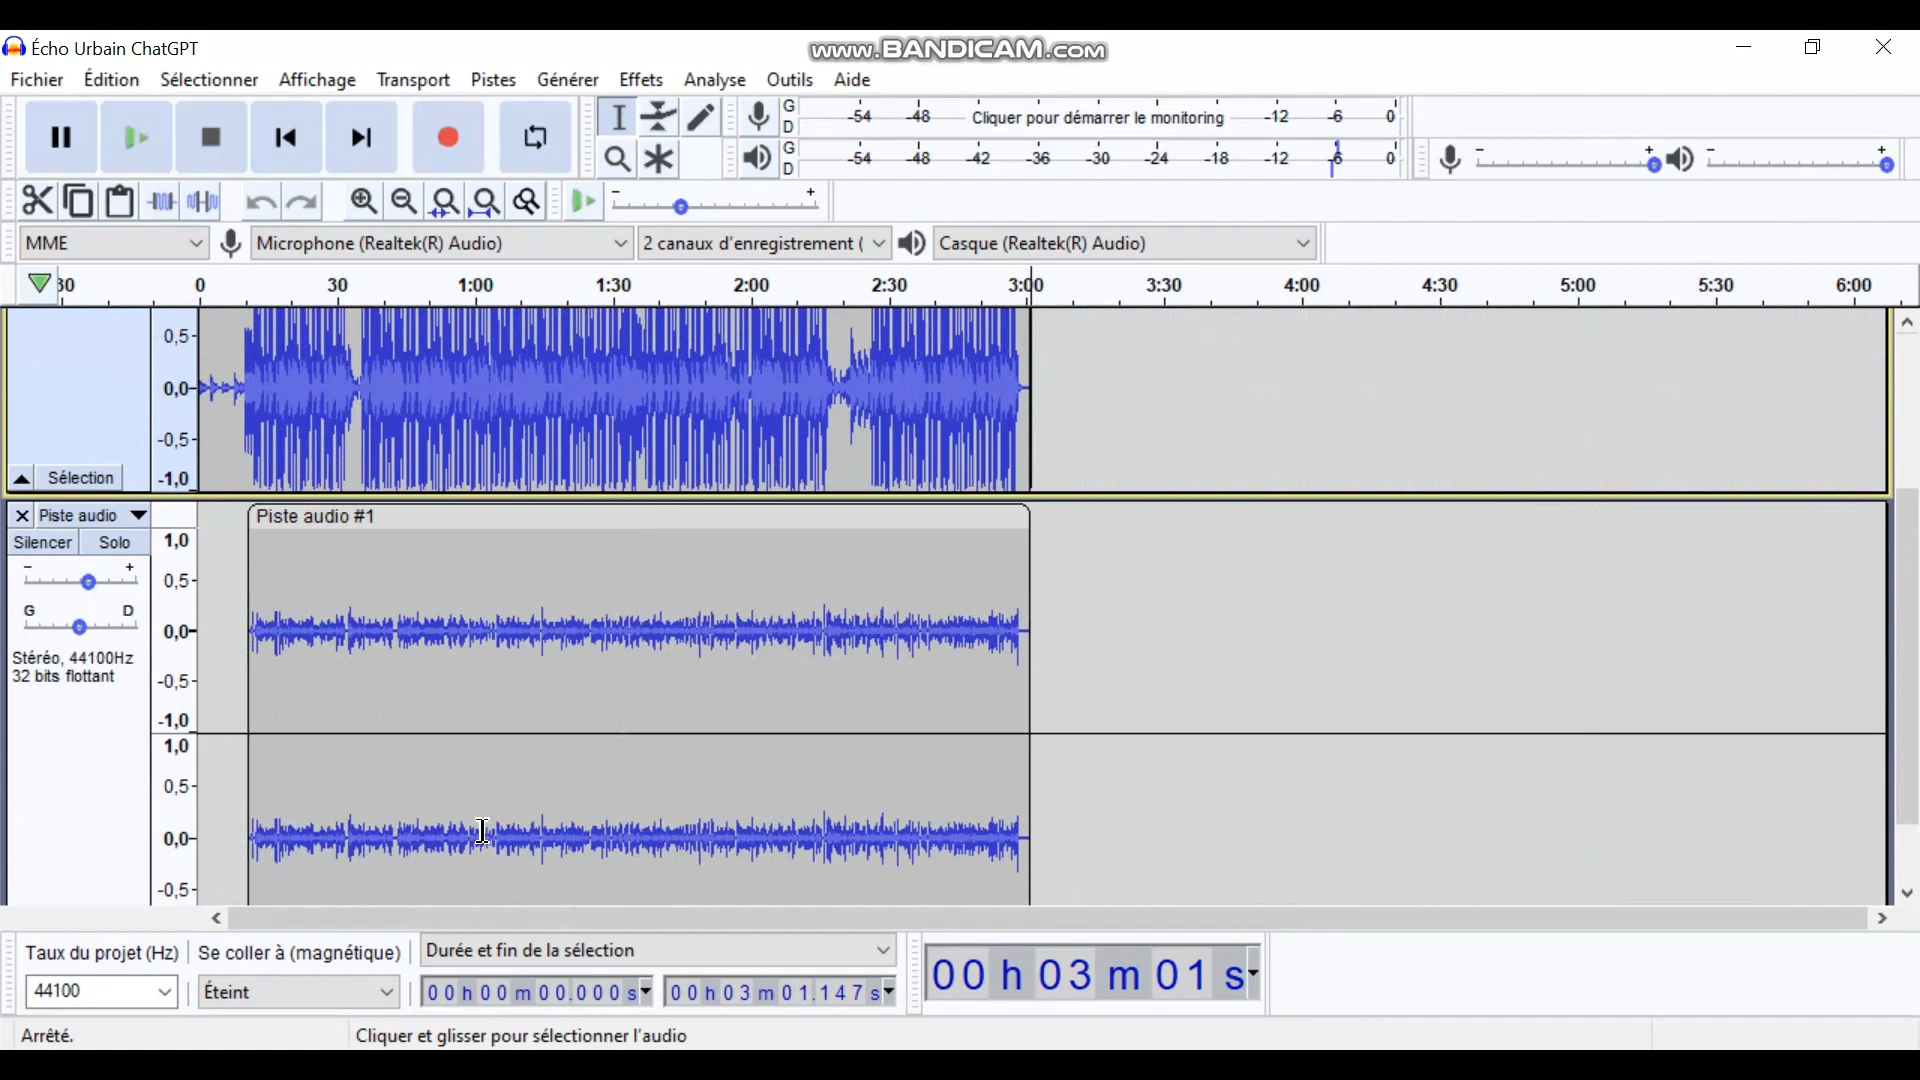 Écho Urbain ChatGPT
www.BANDICAM.com
Fichier Édition Sélectionner Affichage Transport Pistes Générer Effets Analyse Outils Aide
G
D
-54 -48 Cliquer pour démarrer le monitoring -12 -6 0
G
D
-54 -48 -42 -36 -30 -24 -18 -12 -6 0
- +
- +
- +
MME Microphone (Realtek(R) Audio) 2 canaux d'enregistrement ( Casque (Realtek(R) Audio)
30 0 30 1:00 1:30 2:00 2:30 3:00 3:30 4:00 4:30 5:00 5:30 6:00
0,5-
0,0-
-0,5-
-1,0
Sélection
Piste audio
Piste audio #1
Silencer Solo
- +
G D
Stéréo, 44100Hz
32 bits flottant
1,0
0,5-
0,0-
-0,5-
-1,0
1,0
0,5-
0,0-
-0,5-
Taux du projet (Hz) Se coller à (magnétique) Durée et fin de la sélection
44100 Éteint 00h00m00.000s 00h03m01.147s
00h03m01s
Arrêté. Cliquer et glisser pour sélectionner l'audio